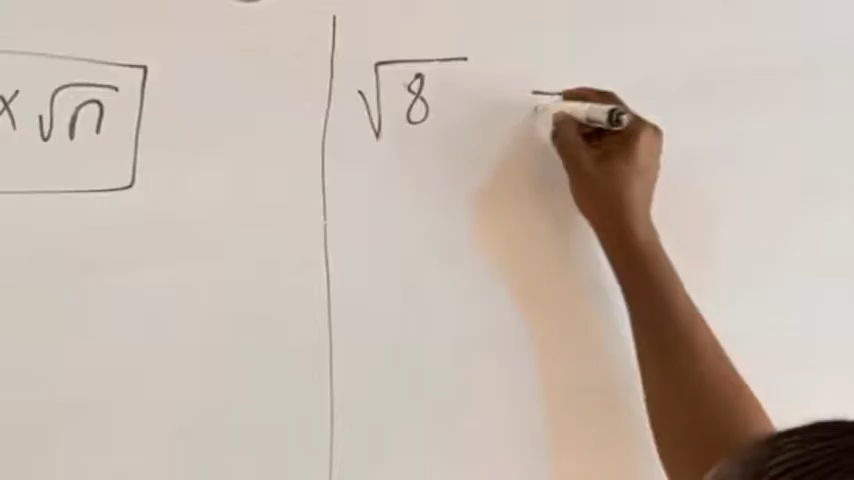 x √n
√8 =